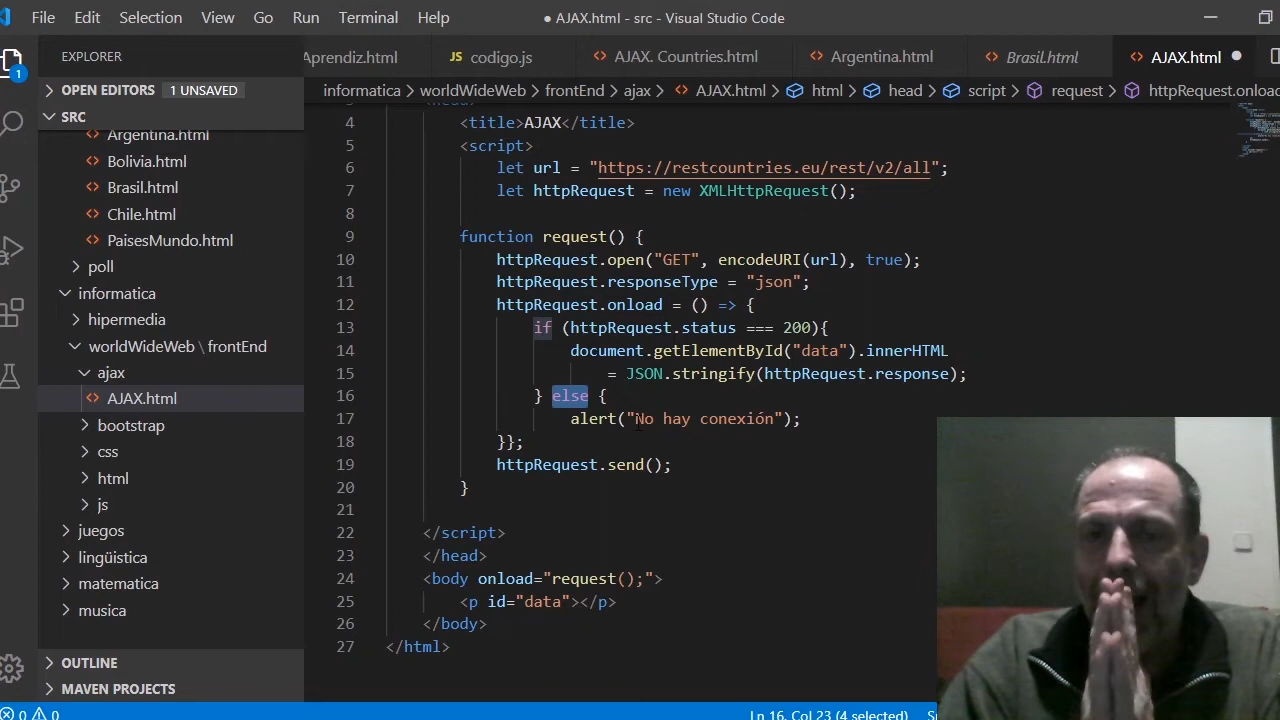 File Edit Selection View Go Run Terminal Help
● AJAX.html - src - Visual Studio Code
EXPLORER
Aprendiz.html
JS codigo.js
AJAX. Countries.html
Argentina.html
Brasil.html
AJAX.html
1
OPEN EDITORS 1 UNSAVED
informatica > worldWideWeb > frontEnd > ajax > AJAX.html > html > head > script > request > httpRequest.onload
SRC
Argentina.html
Bolivia.html
Brasil.html
Chile.html
PaisesMundo.html
poll
informatica
hipermedia
worldWideWeb \ frontEnd
ajax
AJAX.html
bootstrap
css
html
js
juegos
lingüistica
matematica
musica
OUTLINE
MAVEN PROJECTS
4 <title>AJAX</title>
5 <script>
6 let url = "https://restcountries.eu/rest/v2/all";
7 let httpRequest = new XMLHttpRequest();
8
9 function request() {
10 httpRequest.open("GET", encodeURI(url), true);
11 httpRequest.responseType = "json";
12 httpRequest.onload = () => {
13 if (httpRequest.status === 200){
14 document.getElementById("data").innerHTML
15 = JSON.stringify(httpRequest.response);
16 } else {
17 alert("No hay conexión");
18 }};
19 httpRequest.send();
20 }
21
22 </script>
23 </head>
24 <body onload="request();">
25 <p id="data"></p>
26 </body>
27 </html>
0 0
Ln 16, Col 23 (4 selected)